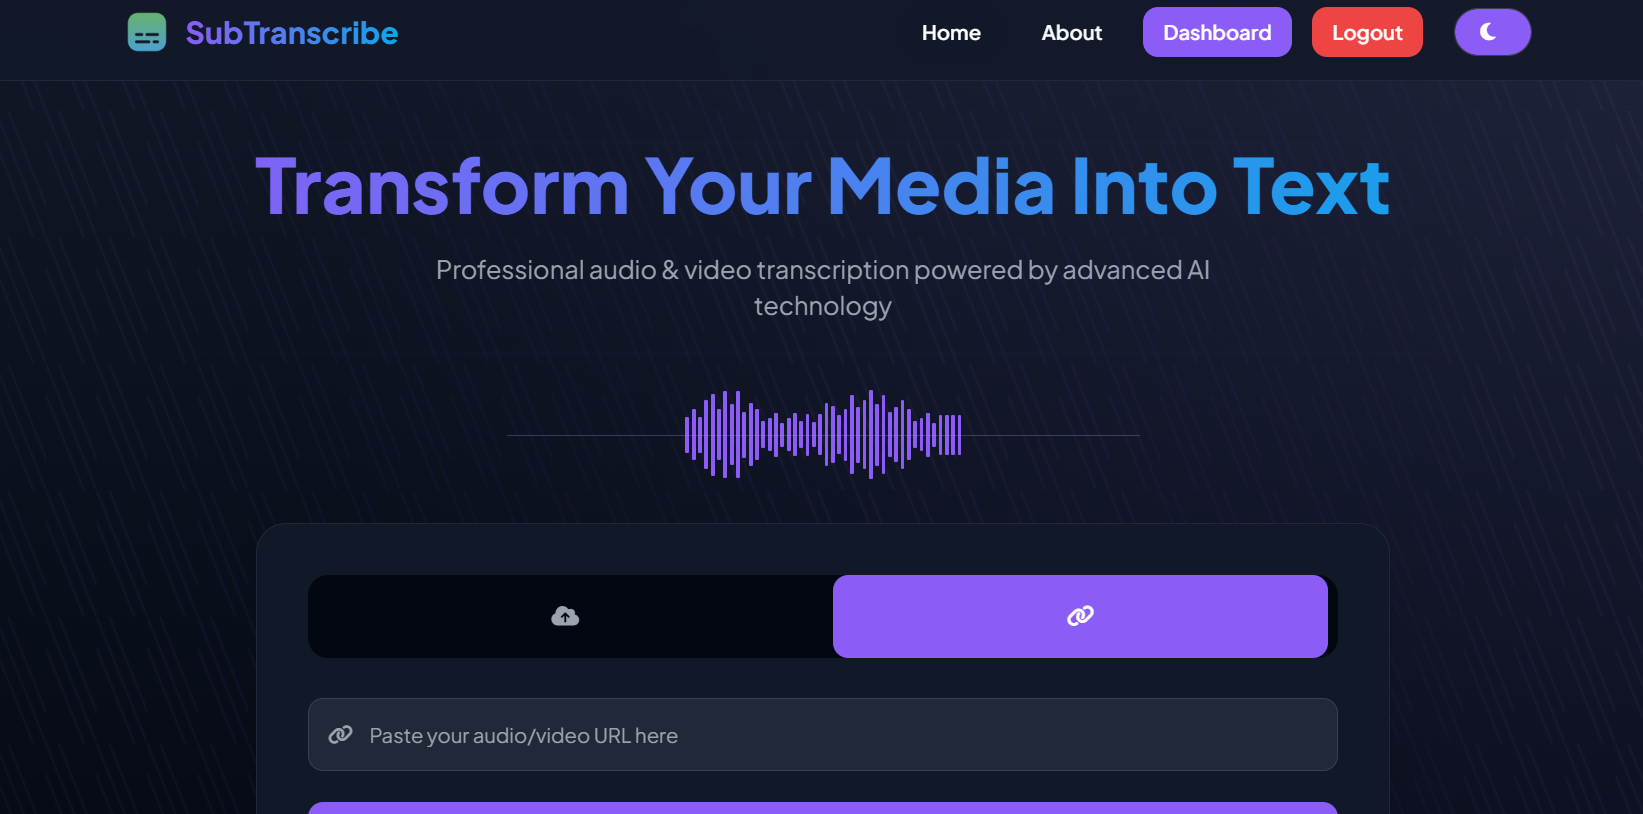 SubTranscribe
Home
About
Dashboard
Logout
Transform Your Media Into Text
Professional audio & video transcription powered by advanced AI
technology
Paste your audio/video URL here